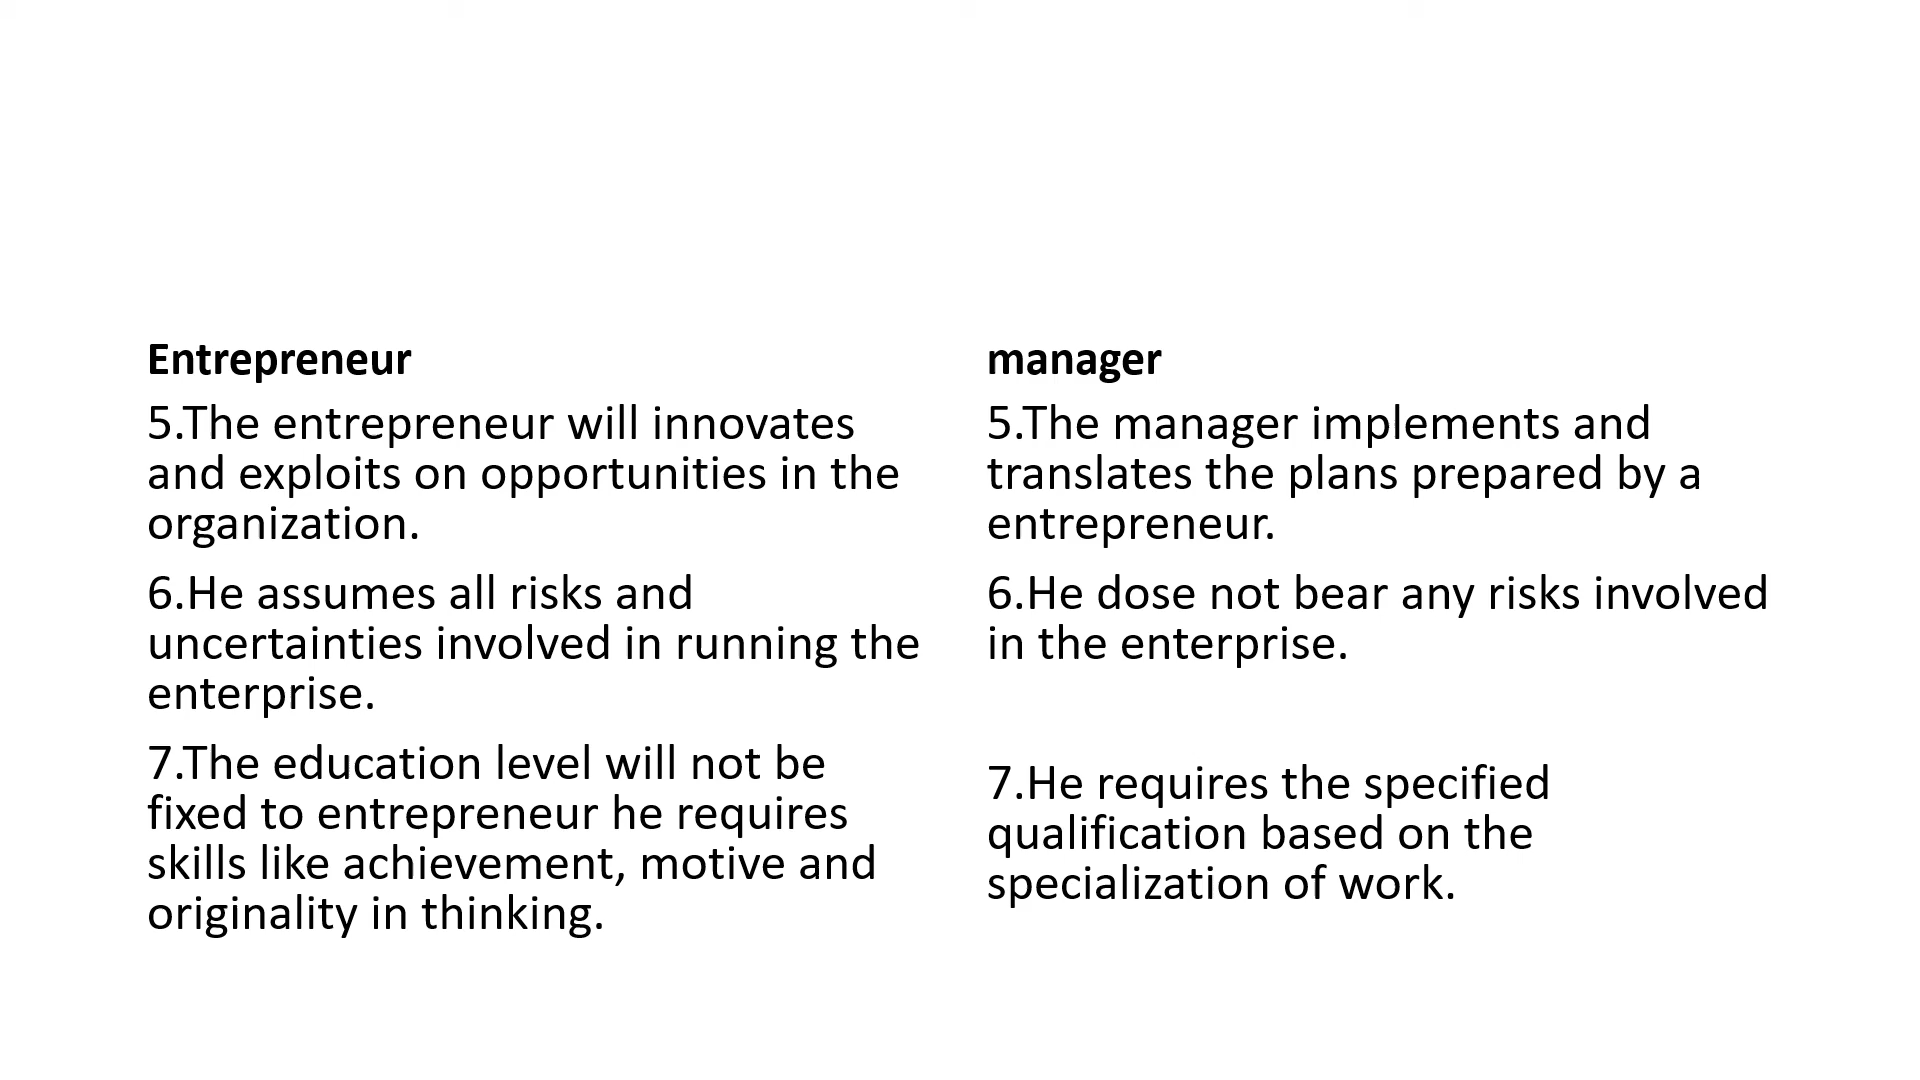 Entrepreneur
5.The entrepreneur will innovates
and exploits on opportunities in the
organization.
6.He assumes all risks and
uncertainties involved in running the
enterprise.
7.The education level will not be
fixed to entrepreneur he requires
skills like achievement, motive and
originality in thinking.
manager
5.The manager implements and
translates the plans prepared by a
entrepreneur.
6.He dose not bear any risks involved
in the enterprise.
7.He requires the specified
qualification based on the
specialization of work.